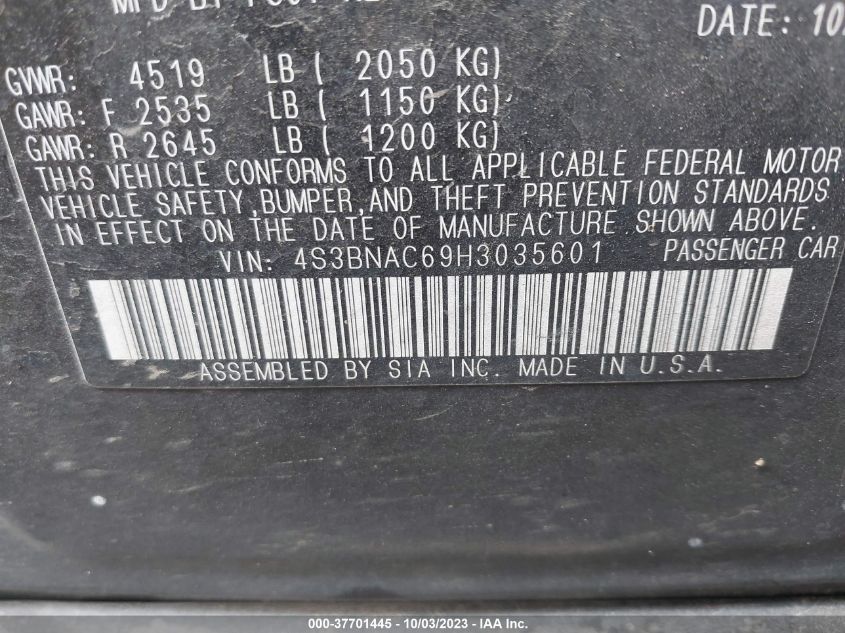 MFD BY
DATE: 10
GVWR: 4519 LB ( 2050 KG)
GAWR: F 2535 LB ( 1150 KG)
GAWR: R 2645 LB ( 1200 KG)
THIS VEHICLE CONFORMS TO ALL APPLICABLE FEDERAL MOTOR
VEHICLE SAFETY,BUMPER,AND THEFT PREVENTION STANDARDS
IN EFFECT ON THE DATE OF MANUFACTURE SHOWN ABOVE.
VIN: 4S3BNAC69H3035601 PASSENGER CAR
ASSEMBLED BY SIA INC. MADE IN U.S.A.
000-37701445 - 10/03/2023 - IAA Inc.